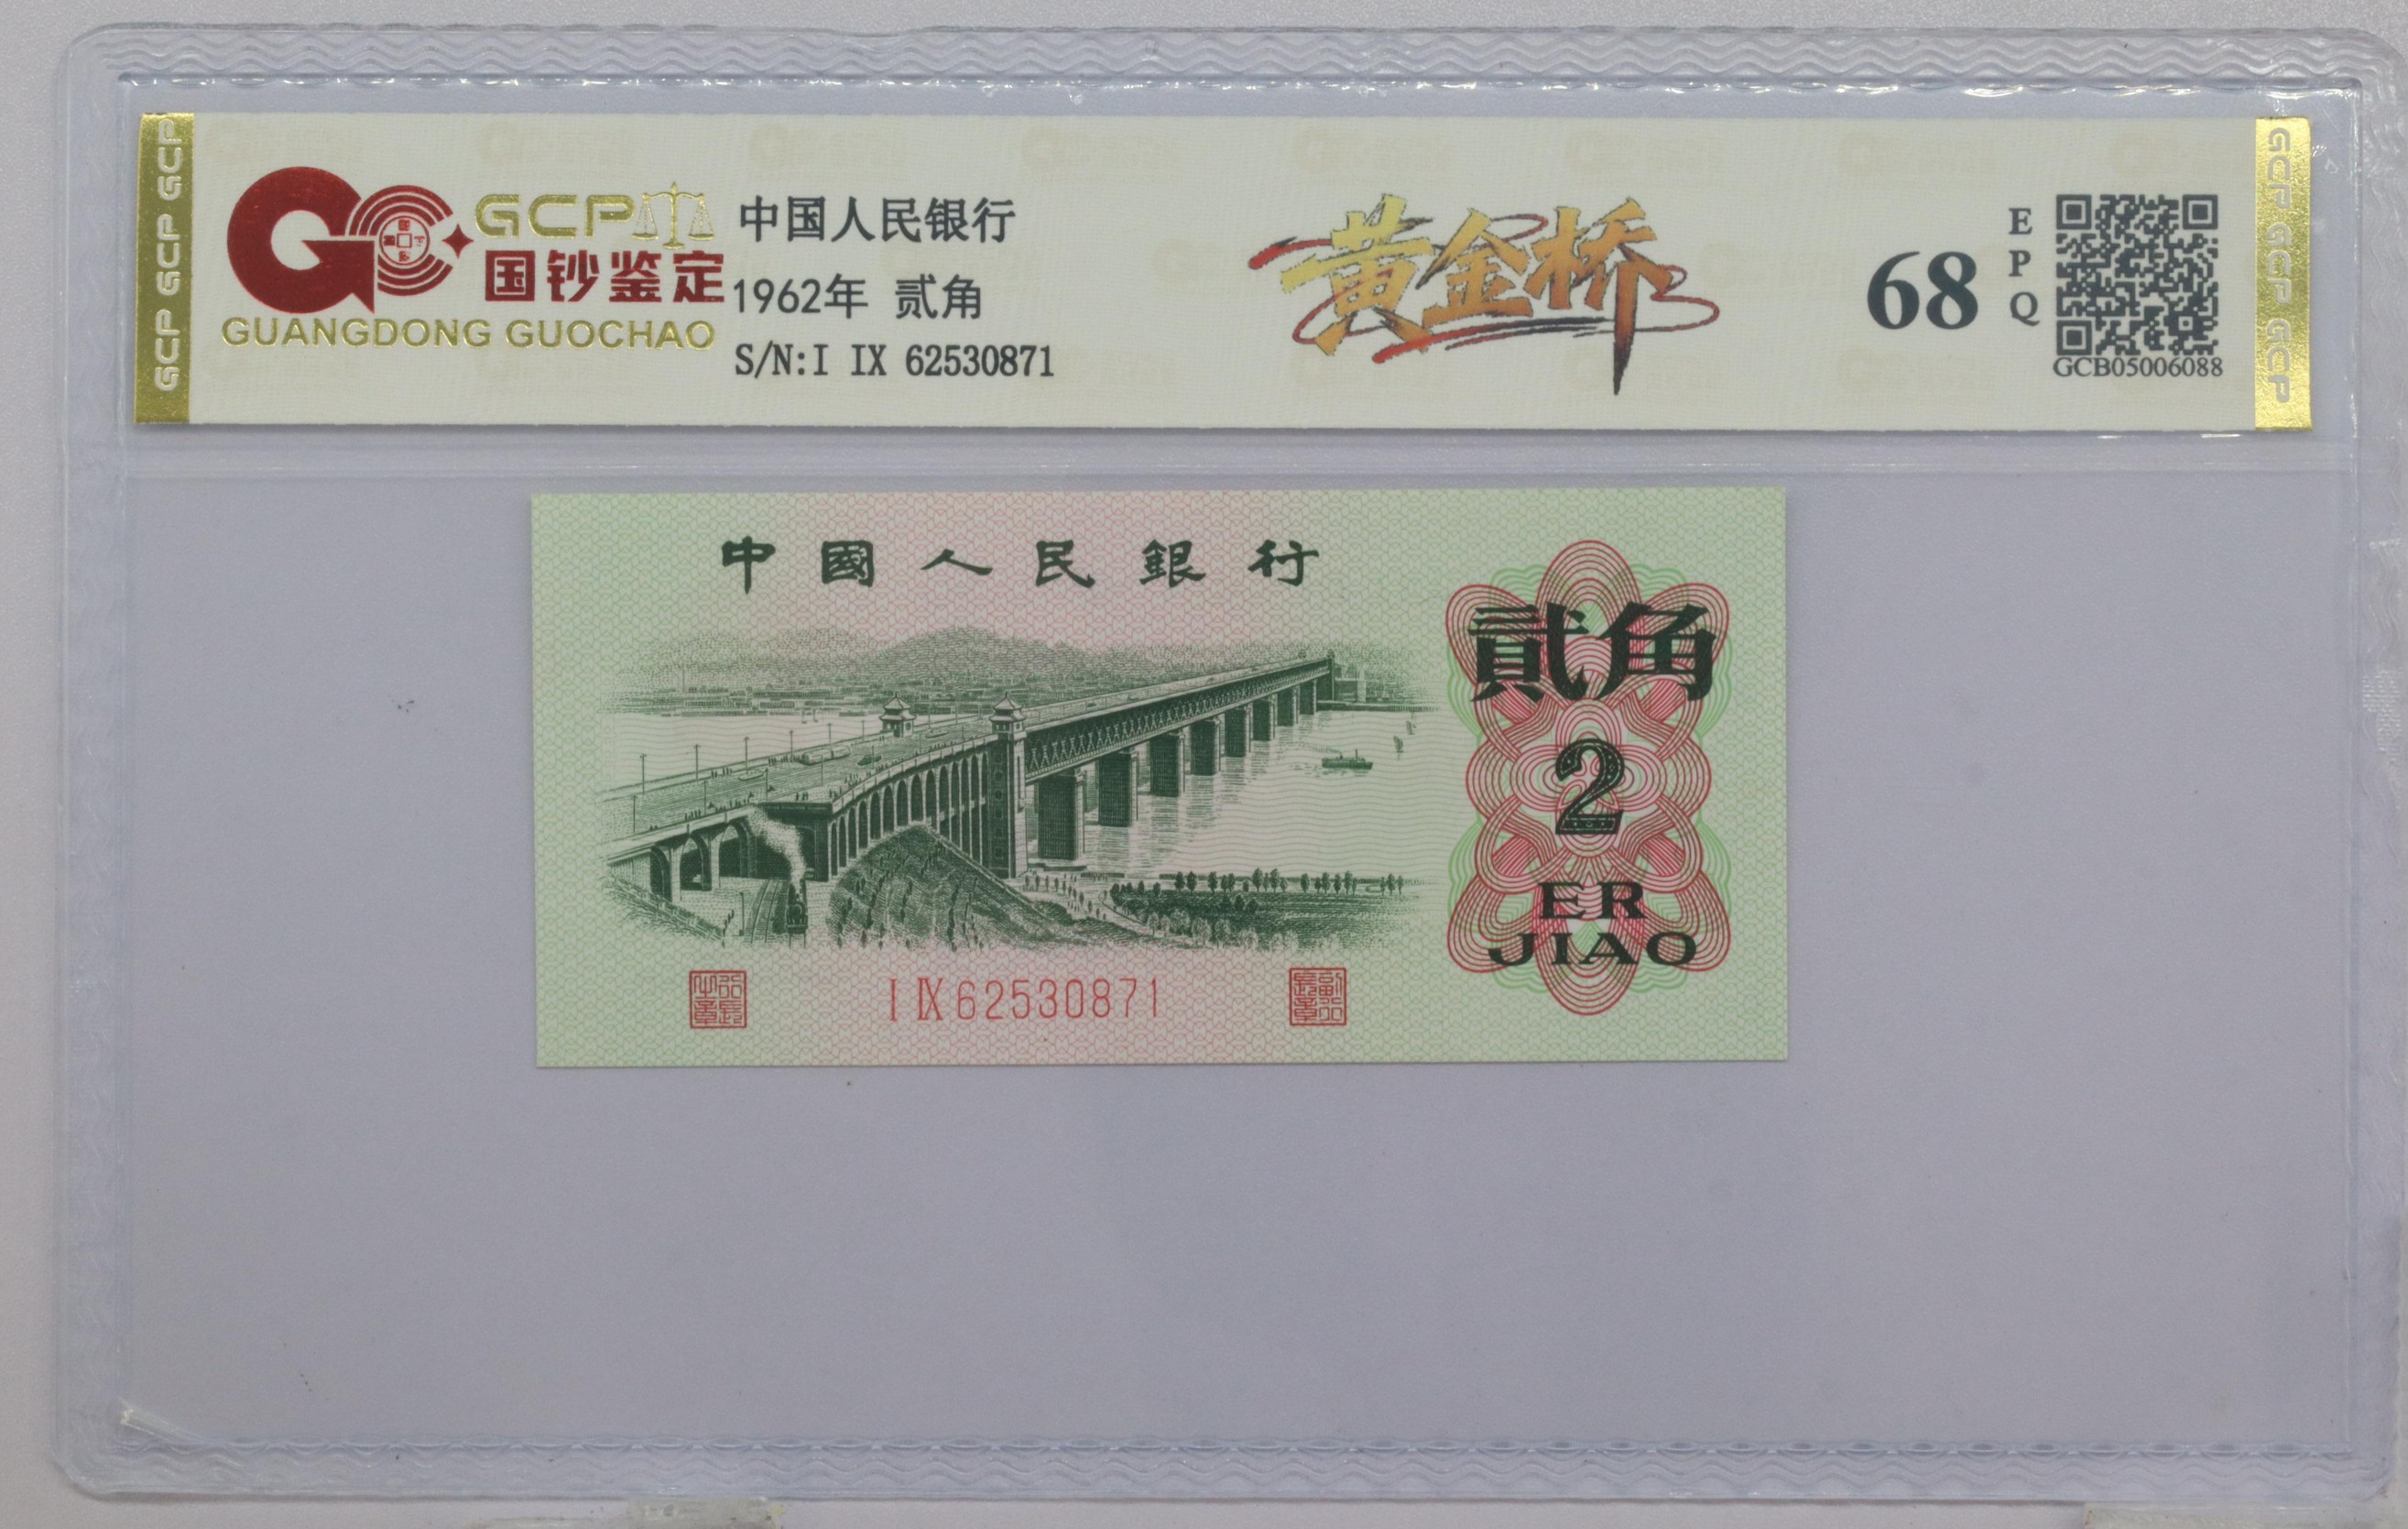 GCP GCP GCP
GCP
国钞鉴定
GUANGDONG GUOCHAO
中国人民银行
1962年 贰角
S/N:I IX 62530871
黄金桥
68
EPQ
GCB05006088
GCP GCP GCP
中國人民銀行
貳角
2
ER
JIAO
I IX 62530871